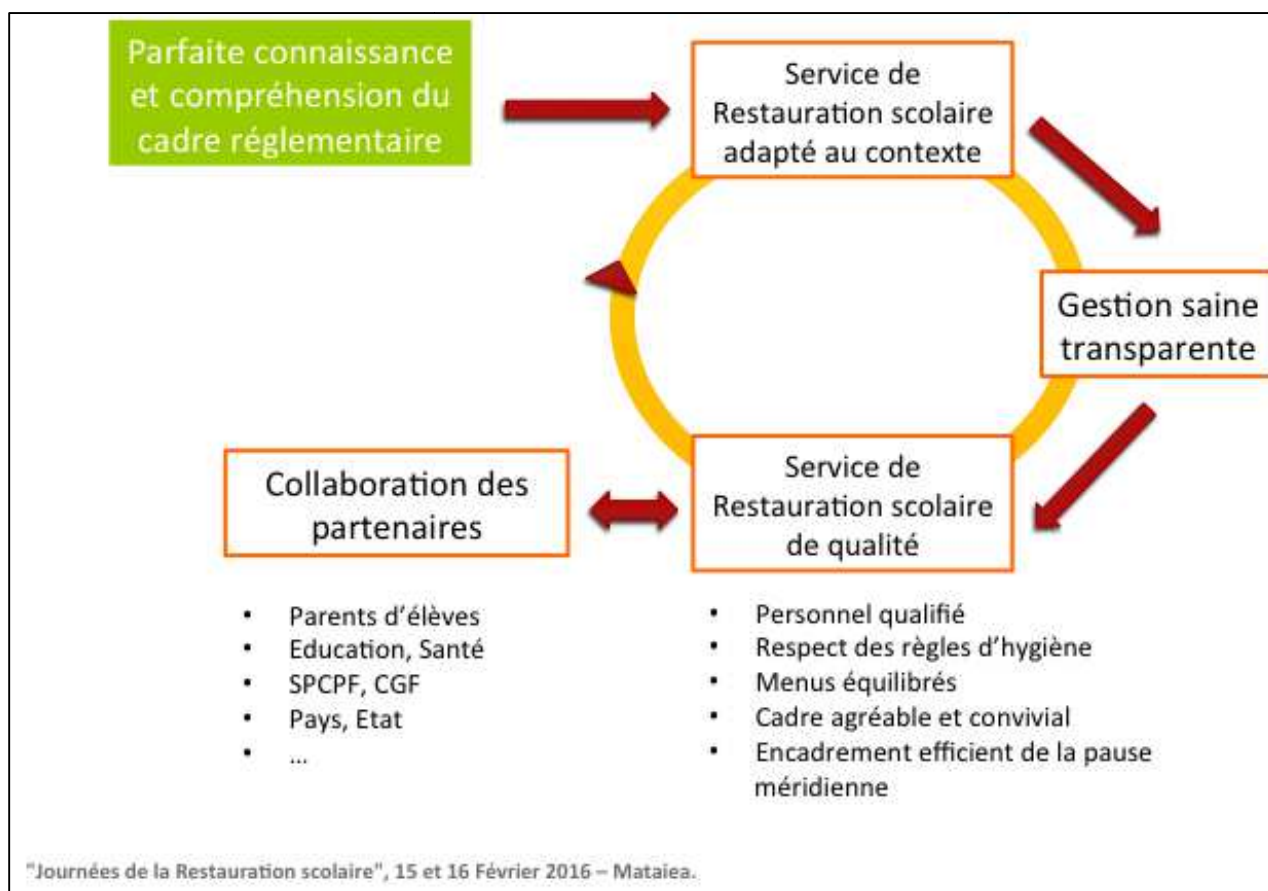 Parfaite connaissance
et compréhension du
cadre réglementaire
Service de
Restauration scolaire
adapté au contexte
Gestion saine
transparente
Collaboration des
partenaires
Service de
Restauration scolaire
de qualité
• Parents d'élèves
• Education, Santé
• SPCPF, CGF
• Pays, Etat
• ...
• Personnel qualifié
• Respect des règles d'hygiène
• Menus équilibrés
• Cadre agréable et convivial
• Encadrement efficient de la pause
méridienne
"Journées de la Restauration scolaire", 15 et 16 Février 2016 – Mataiea.